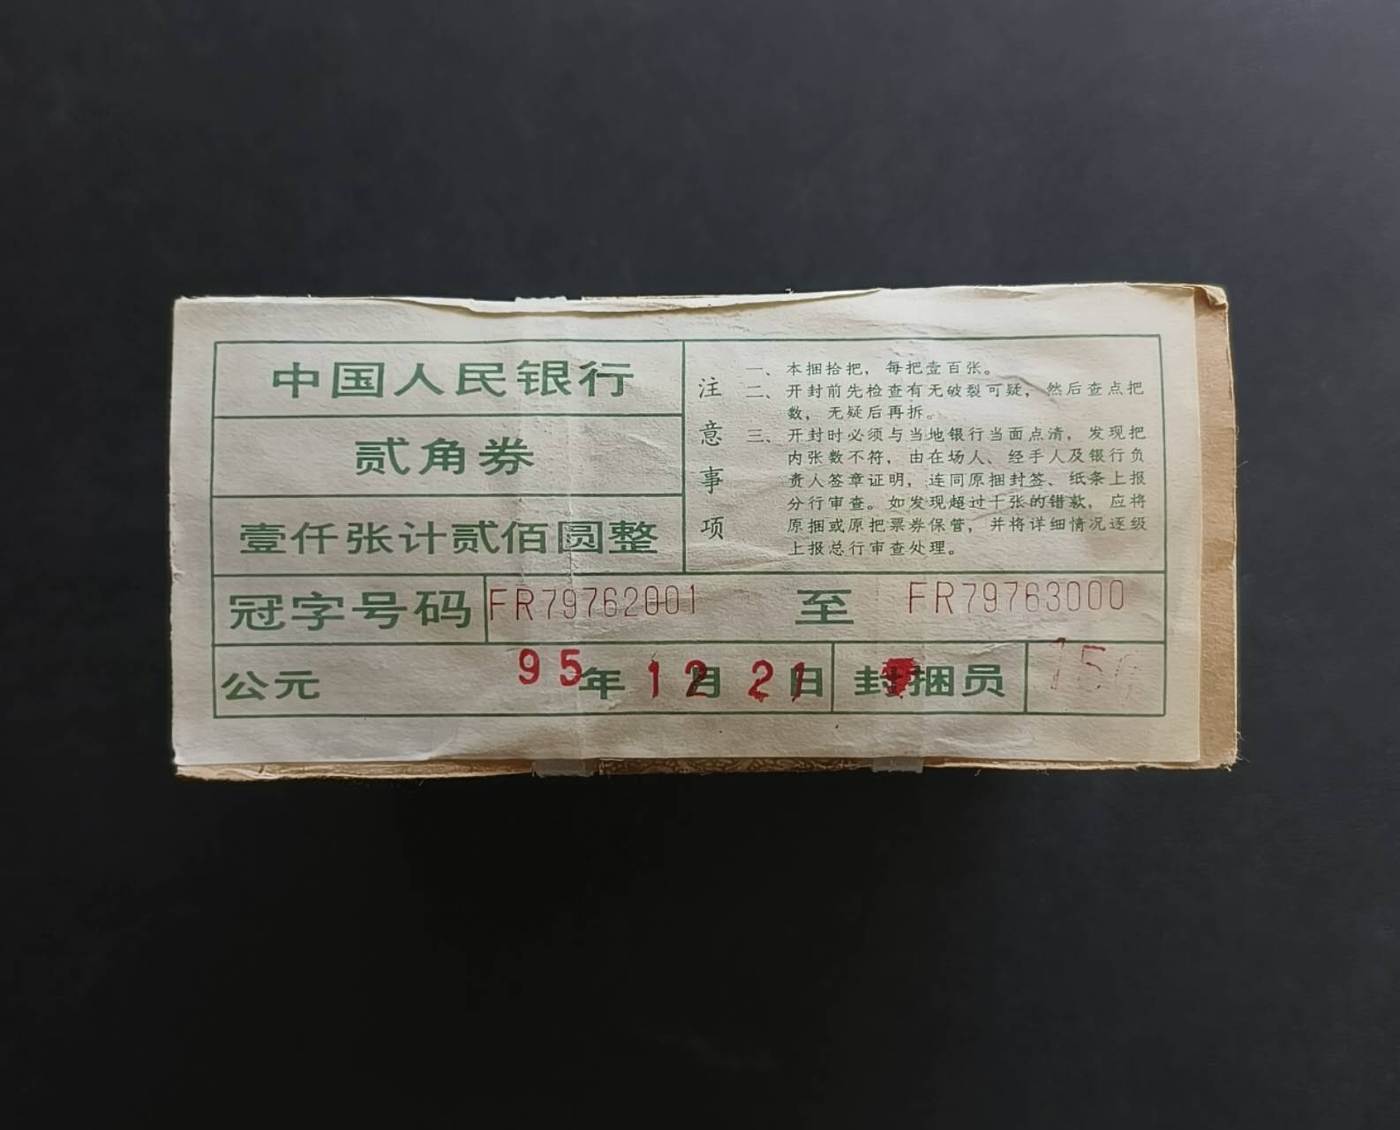 中国人民银行
贰角券
壹仟张计贰佰圆整
注意事项
一、本捆拾把，每把壹百张。
二、开封前先检查有无破裂可疑，然后查点把
数，无疑后再拆。
三、开封时必须与当地银行当面点清，发现把
内张数不符，由在场人、经手人及银行负
责人签章证明，连同原捆封签、纸条上报
分行审查。如发现超过十张的错款，应将
原捆或原把票券保管，并将详细情况逐级
上报总行审查处理。
冠字号码 FR79762001 至 FR79763000
公元 95年 12月 21日 封捆员